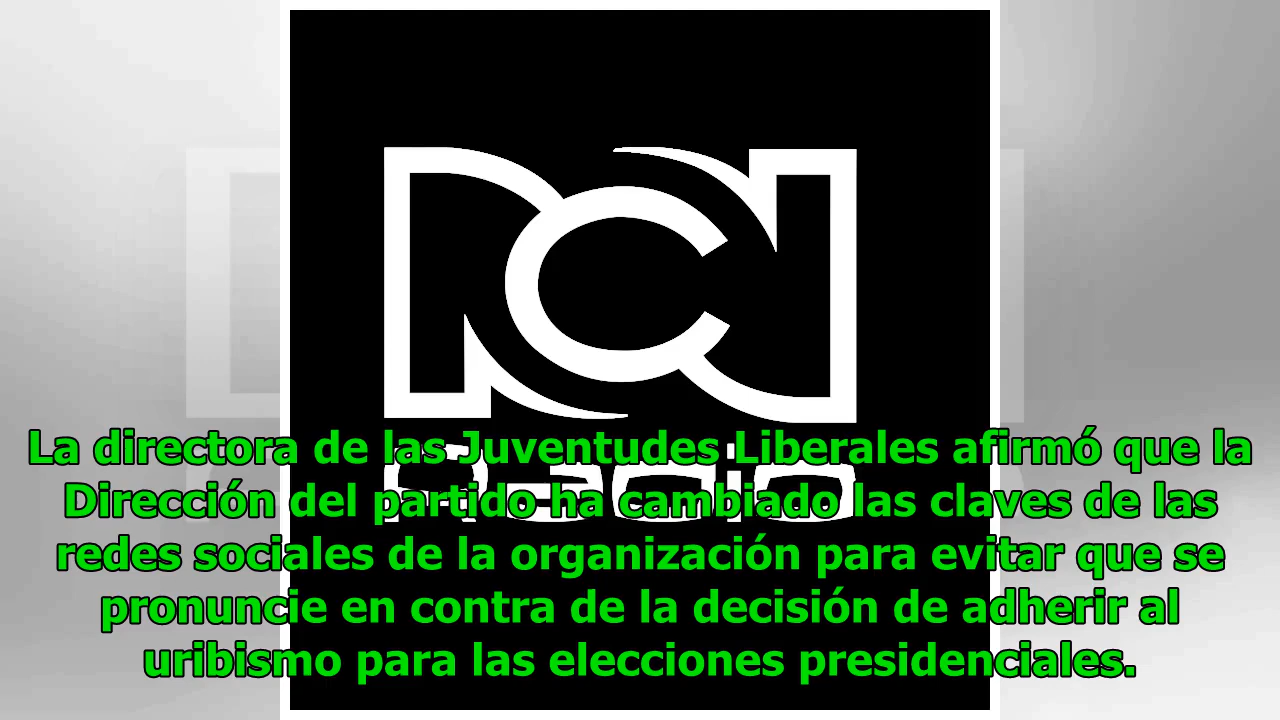 RCN
Radio
La directora de las Juventudes Liberales afirmó que la
Dirección del partido ha cambiado las claves de las
redes sociales de la organización para evitar que se
pronuncie en contra de la decisión de adherir al
uribismo para las elecciones presidenciales.